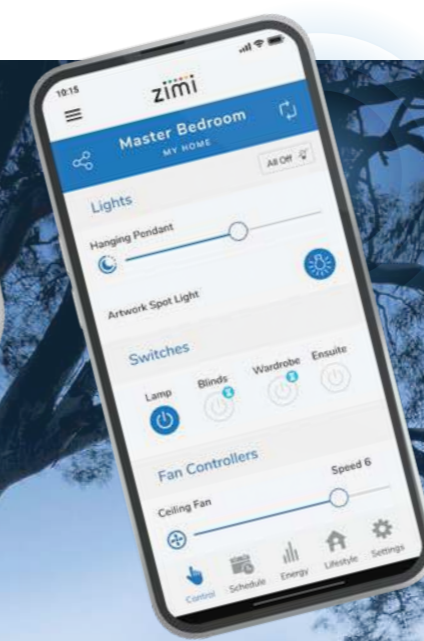 10:15
zimi
Master Bedroom
MY HOME
All Off
Lights
Hanging Pendant
Artwork Spot Light
Switches
Lamp Blinds Wardrobe Ensuite
Fan Controllers
Ceiling Fan Speed 6
Control Schedule Energy Lifestyle Settings